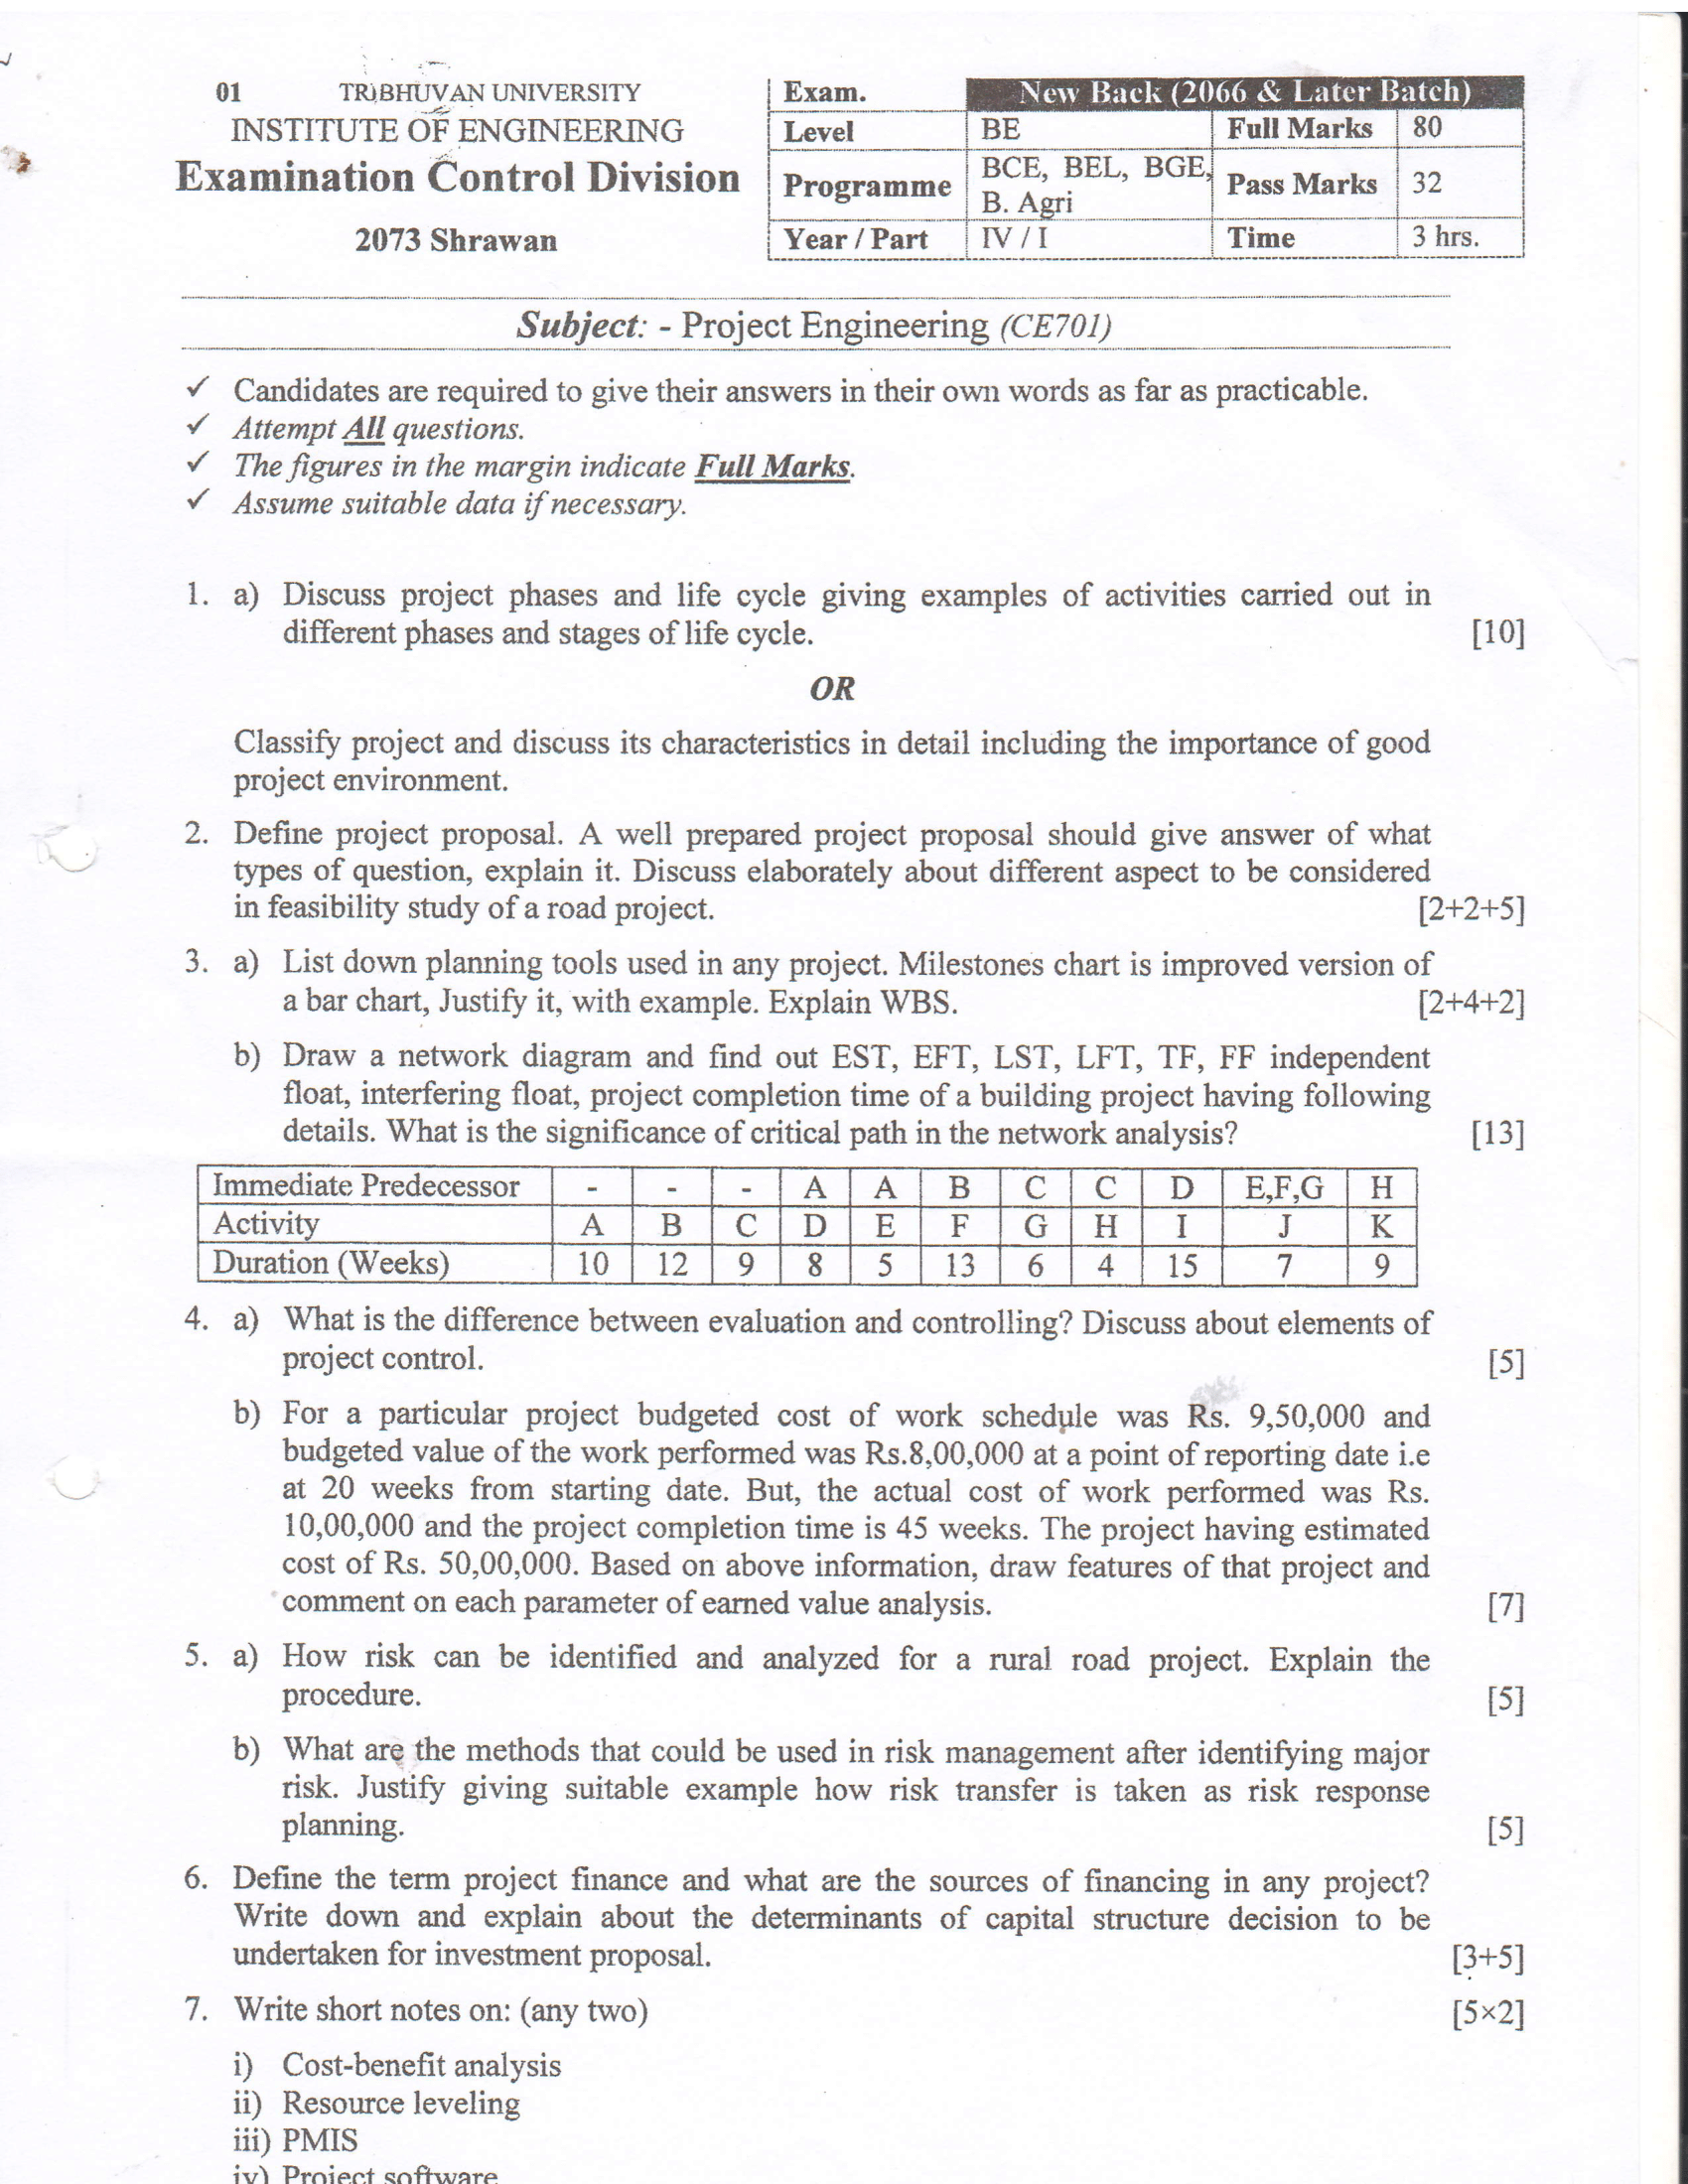 01 TRIBHUVAN UNIVERSITY
INSTITUTE OF ENGINEERING
Examination Control Division
2073 Shrawan
Exam. New Back (2066 & Later Batch)
Level BE Full Marks 80
Programme BCE, BEL, BGE, B. Agri Pass Marks 32
Year / Part IV / I Time 3 hrs.
Subject: - Project Engineering (CE701)
✓ Candidates are required to give their answers in their own words as far as practicable.
✓ Attempt All questions.
✓ The figures in the margin indicate Full Marks.
✓ Assume suitable data if necessary.
1. a) Discuss project phases and life cycle giving examples of activities carried out in
different phases and stages of life cycle. [10]
OR
Classify project and discuss its characteristics in detail including the importance of good
project environment.
2. Define project proposal. A well prepared project proposal should give answer of what
types of question, explain it. Discuss elaborately about different aspect to be considered
in feasibility study of a road project. [2+2+5]
3. a) List down planning tools used in any project. Milestones chart is improved version of
a bar chart, Justify it, with example. Explain WBS. [2+4+2]
b) Draw a network diagram and find out EST, EFT, LST, LFT, TF, FF independent
float, interfering float, project completion time of a building project having following
details. What is the significance of critical path in the network analysis? [13]
Immediate Predecessor - - - A A B C C D E,F,G H
Activity A B C D E F G H I J K
Duration (Weeks) 10 12 9 8 5 13 6 4 15 7 9
4. a) What is the difference between evaluation and controlling? Discuss about elements of
project control. [5]
b) For a particular project budgeted cost of work schedule was Rs. 9,50,000 and
budgeted value of the work performed was Rs.8,00,000 at a point of reporting date i.e
at 20 weeks from starting date. But, the actual cost of work performed was Rs.
10,00,000 and the project completion time is 45 weeks. The project having estimated
cost of Rs. 50,00,000. Based on above information, draw features of that project and
comment on each parameter of earned value analysis. [7]
5. a) How risk can be identified and analyzed for a rural road project. Explain the
procedure. [5]
b) What are the methods that could be used in risk management after identifying major
risk. Justify giving suitable example how risk transfer is taken as risk response
planning. [5]
6. Define the term project finance and what are the sources of financing in any project?
Write down and explain about the determinants of capital structure decision to be
undertaken for investment proposal. [3+5]
7. Write short notes on: (any two) [5×2]
i) Cost-benefit analysis
ii) Resource leveling
iii) PMIS
iv) Project software